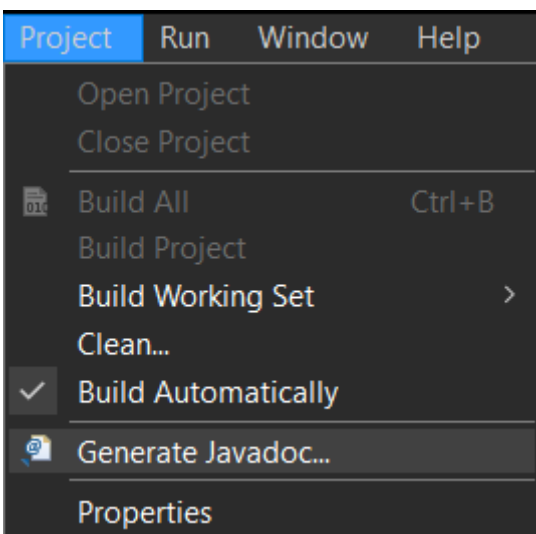 Project Run Window Help
Open Project
Close Project
Build All Ctrl+B
Build Project
Build Working Set
Clean...
Build Automatically
Generate Javadoc...
Properties